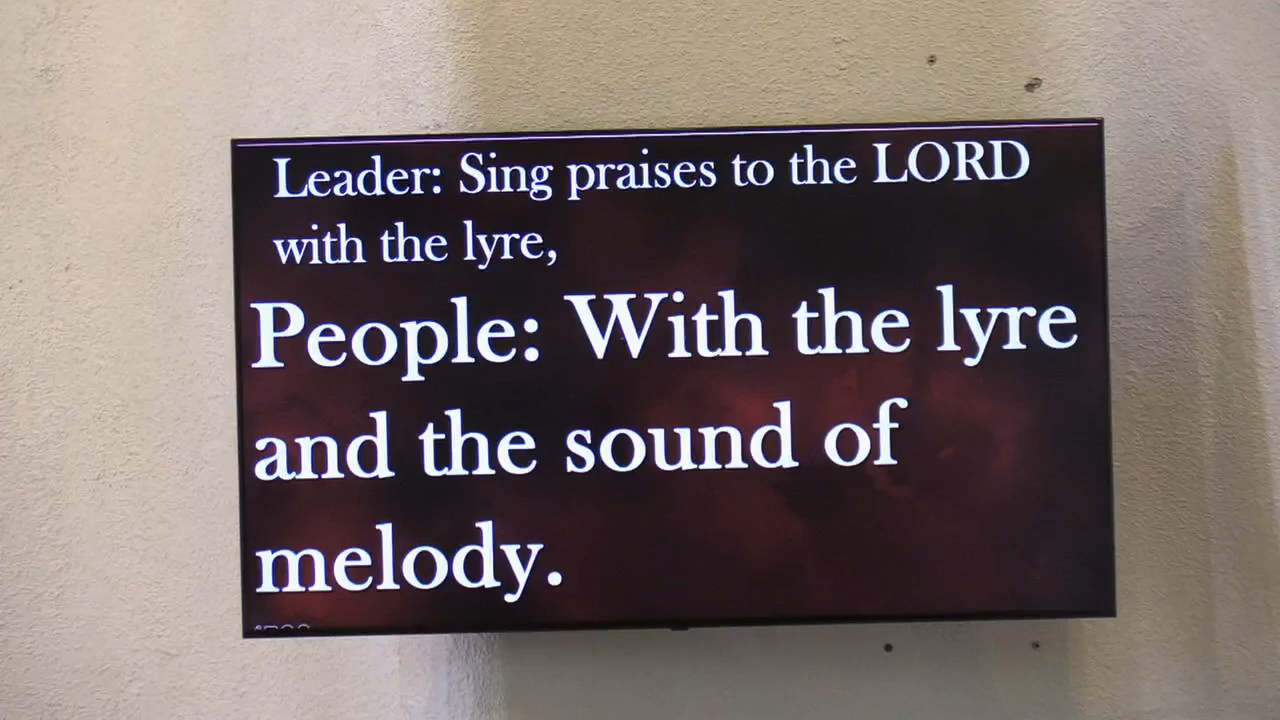 Leader: Sing praises to the LORD
with the lyre,
People: With the lyre
and the sound of
melody.